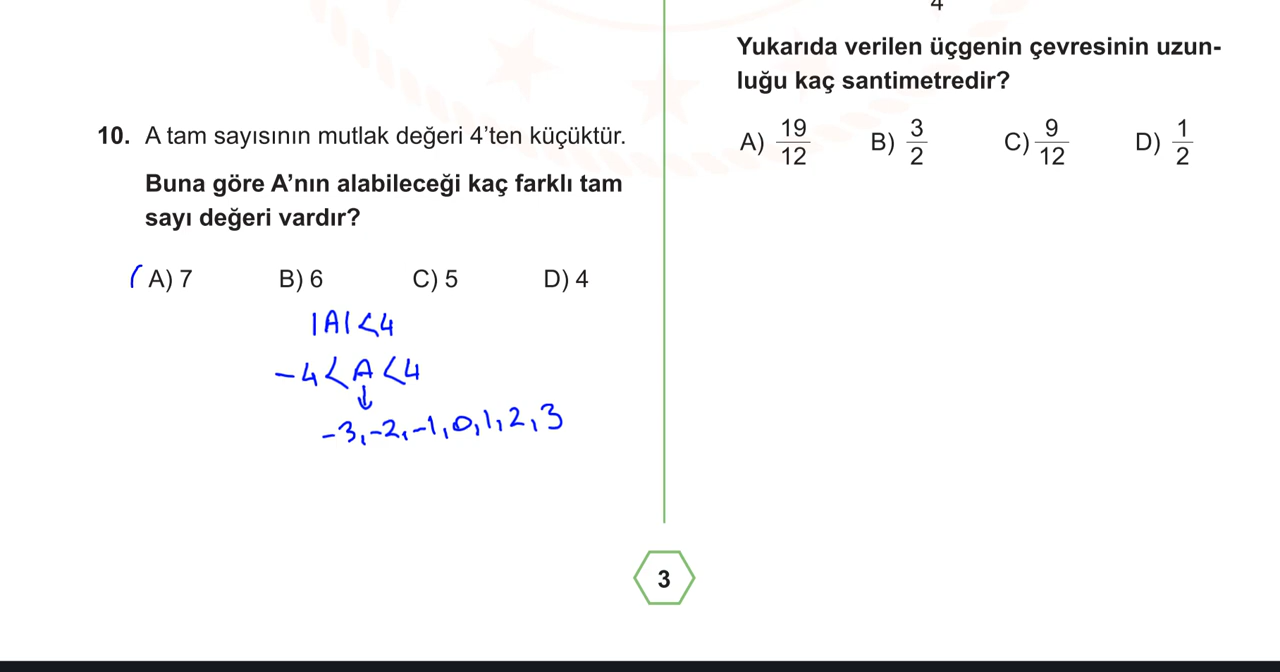 10. A tam sayısının mutlak değeri 4'ten küçüktür.
Buna göre A'nın alabileceği kaç farklı tam
sayı değeri vardır?
( A) 7 B) 6 C) 5 D) 4
|A| < 4
-4 < A < 4
↓
-3, -2, -1, 0, 1, 2, 3
4
Yukarıda verilen üçgenin çevresinin uzun-
luğu kaç santimetredir?
A) 19/12 B) 3/2 C) 9/12 D) 1/2
3